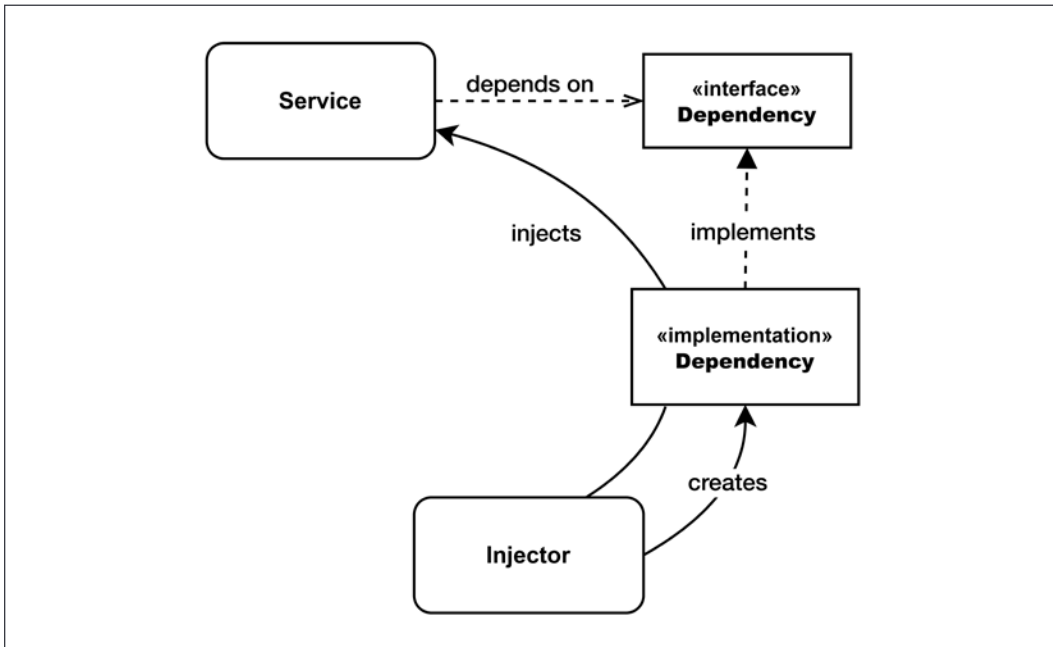 Service
depends on
«interface»
Dependency
injects
implements
«implementation»
Dependency
creates
Injector